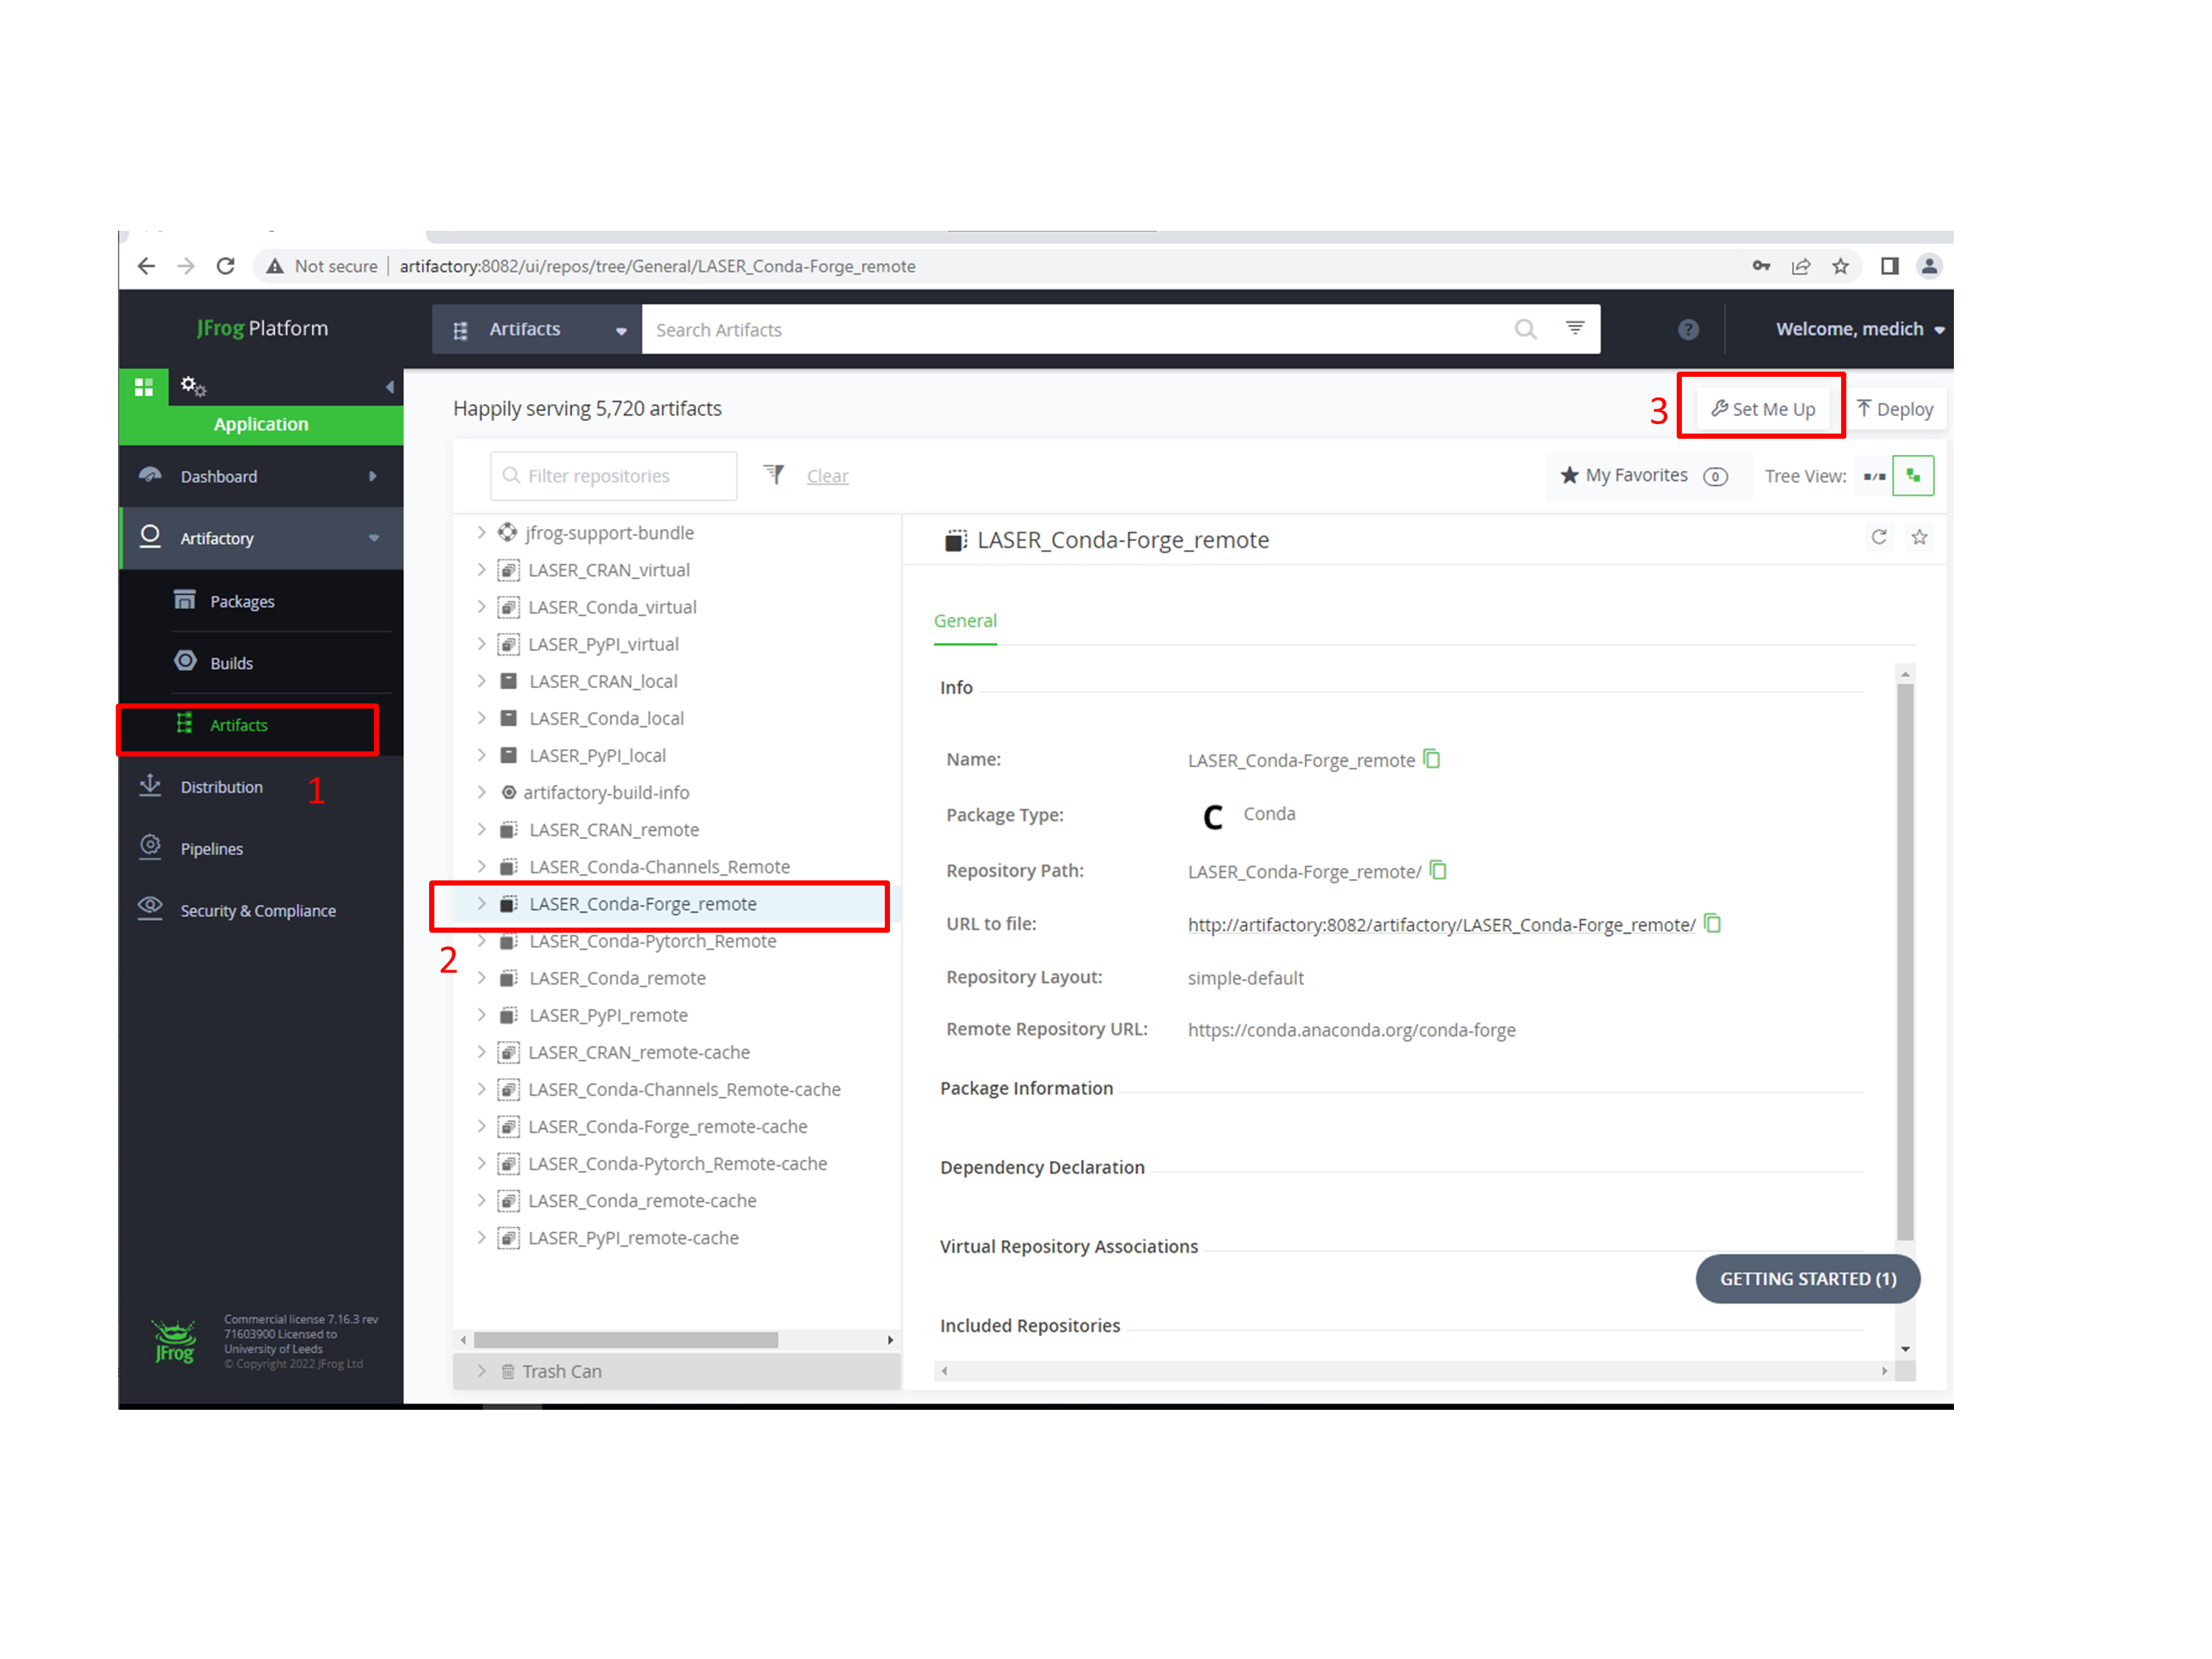 Not secure | artifactory:8082/ui/repos/tree/General/LASER_Conda-Forge_remote
JFrog Platform
Artifacts
Search Artifacts
?
Welcome, medich
Application
Happily serving 5,720 artifacts
3
Set Me Up
Deploy
Dashboard
Filter repositories
Clear
My Favorites 0
Tree View:
Artifactory
Packages
Builds
Artifacts
1
Distribution
Pipelines
Security & Compliance
jfrog-support-bundle
LASER_CRAN_virtual
LASER_Conda_virtual
LASER_PyPI_virtual
LASER_CRAN_local
LASER_Conda_local
LASER_PyPI_local
artifactory-build-info
LASER_CRAN_remote
LASER_Conda-Channels_Remote
LASER_Conda-Forge_remote
2
LASER_Conda-Pytorch_Remote
LASER_Conda_remote
LASER_PyPI_remote
LASER_CRAN_remote-cache
LASER_Conda-Channels_Remote-cache
LASER_Conda-Forge_remote-cache
LASER_Conda-Pytorch_Remote-cache
LASER_Conda_remote-cache
LASER_PyPI_remote-cache
Trash Can
LASER_Conda-Forge_remote
General
Info
Name: LASER_Conda-Forge_remote
Package Type: C Conda
Repository Path: LASER_Conda-Forge_remote/
URL to file: http://artifactory:8082/artifactory/LASER_Conda-Forge_remote/
Repository Layout: simple-default
Remote Repository URL: https://conda.anaconda.org/conda-forge
Package Information
Dependency Declaration
Virtual Repository Associations
GETTING STARTED (1)
Included Repositories
JFrog
Commercial license 7.16.3 rev
71603900 Licensed to
University of Leeds
© Copyright 2022 JFrog Ltd